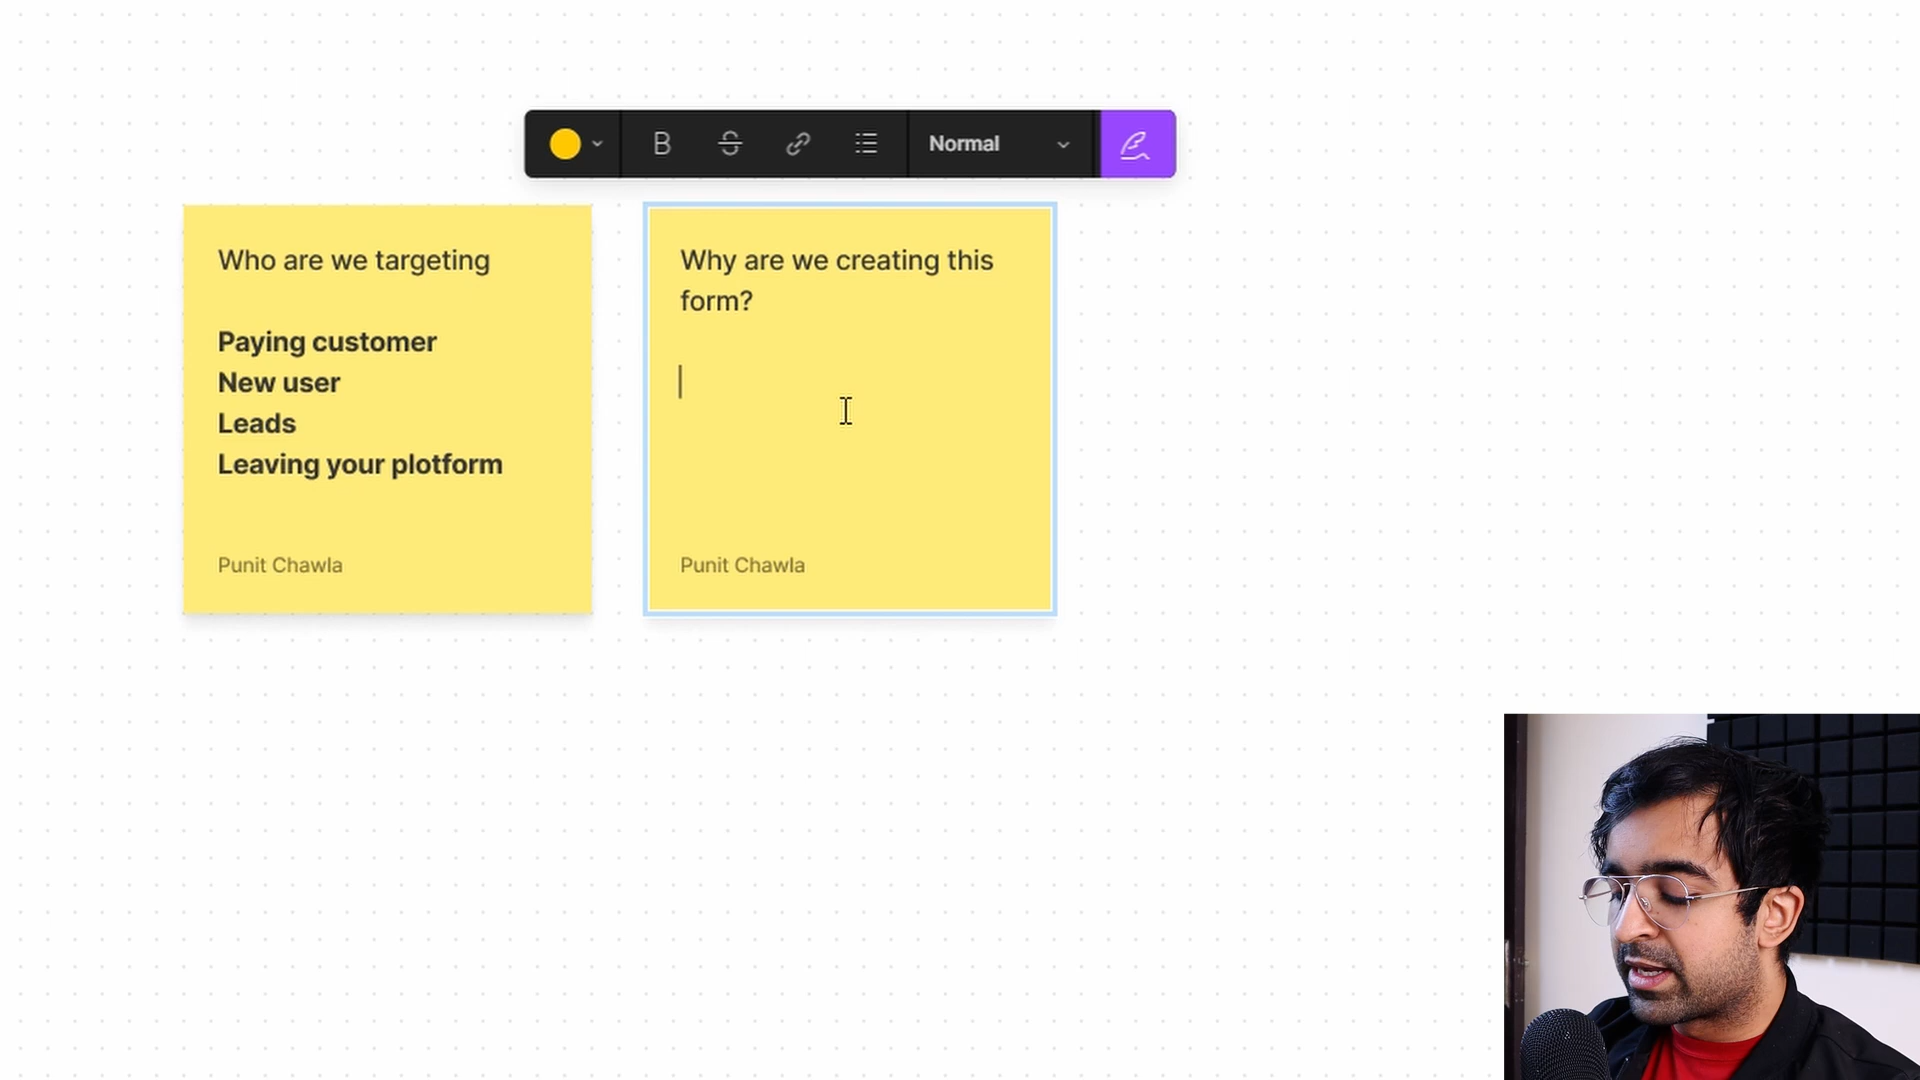 Normal
Who are we targeting
Paying customer
New user
Leads
Leaving your plotform
Punit Chawla
Why are we creating this
form?
Punit Chawla